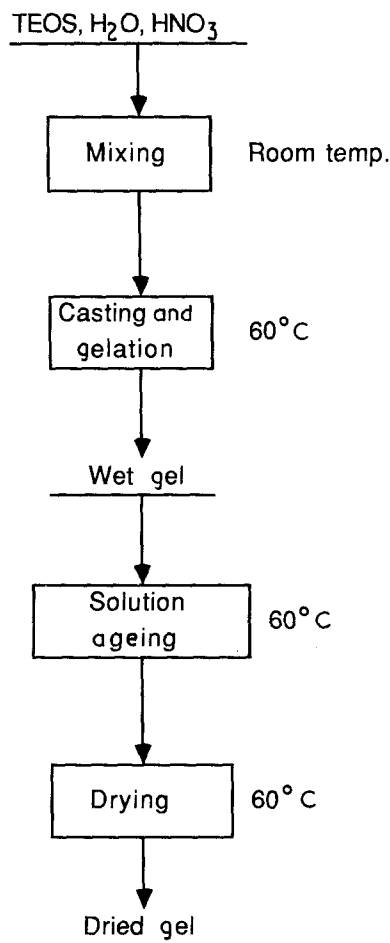 TEOS, H₂O, HNO₃
Mixing
Room temp.
Casting and
gelation
60°C
Wet gel
Solution
ageing
60°C
Drying
60°C
Dried gel